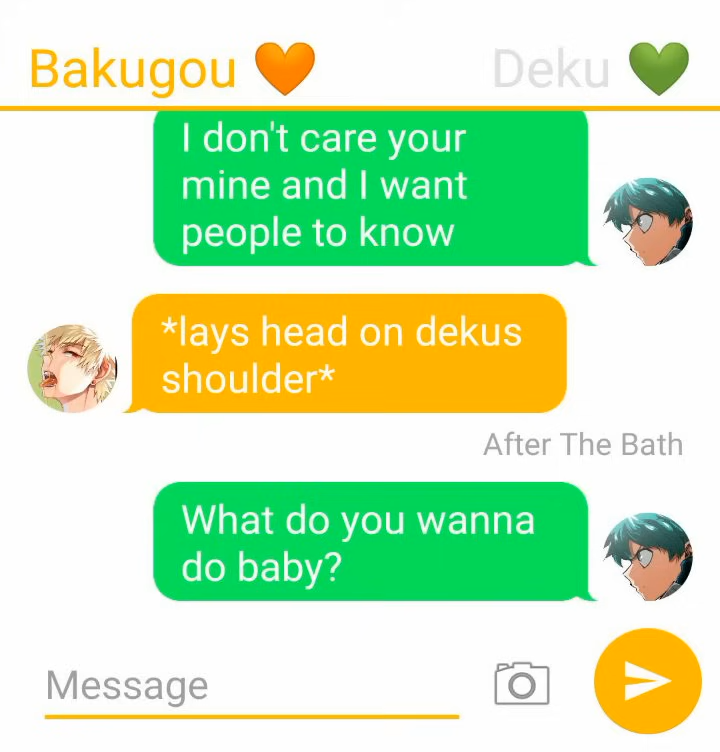 Bakugou 🧡 Deku 💚
I don't care your
mine and I want
people to know
*lays head on dekus
shoulder*
After The Bath
What do you wanna
do baby?
Message